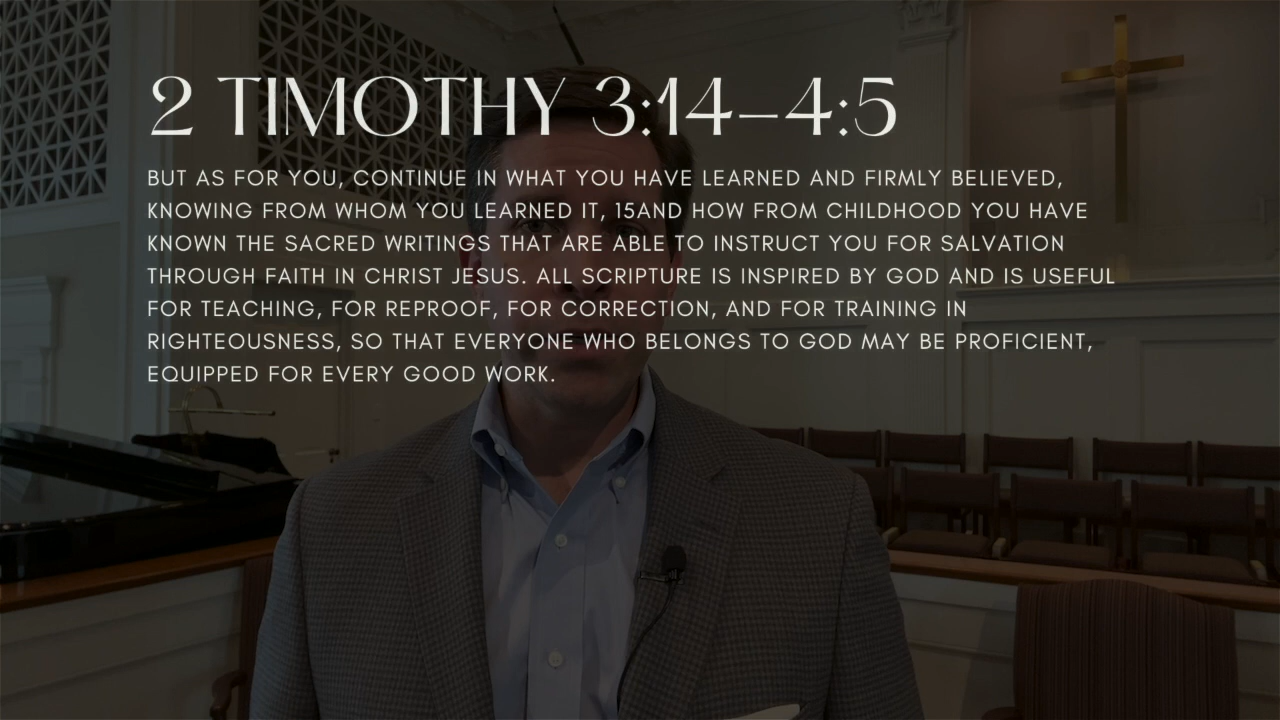 2 TIMOTHY 3:14–4:5
BUT AS FOR YOU, CONTINUE IN WHAT YOU HAVE LEARNED AND FIRMLY BELIEVED,
KNOWING FROM WHOM YOU LEARNED IT, 15AND HOW FROM CHILDHOOD YOU HAVE
KNOWN THE SACRED WRITINGS THAT ARE ABLE TO INSTRUCT YOU FOR SALVATION
THROUGH FAITH IN CHRIST JESUS. ALL SCRIPTURE IS INSPIRED BY GOD AND IS USEFUL
FOR TEACHING, FOR REPROOF, FOR CORRECTION, AND FOR TRAINING IN
RIGHTEOUSNESS, SO THAT EVERYONE WHO BELONGS TO GOD MAY BE PROFICIENT,
EQUIPPED FOR EVERY GOOD WORK.